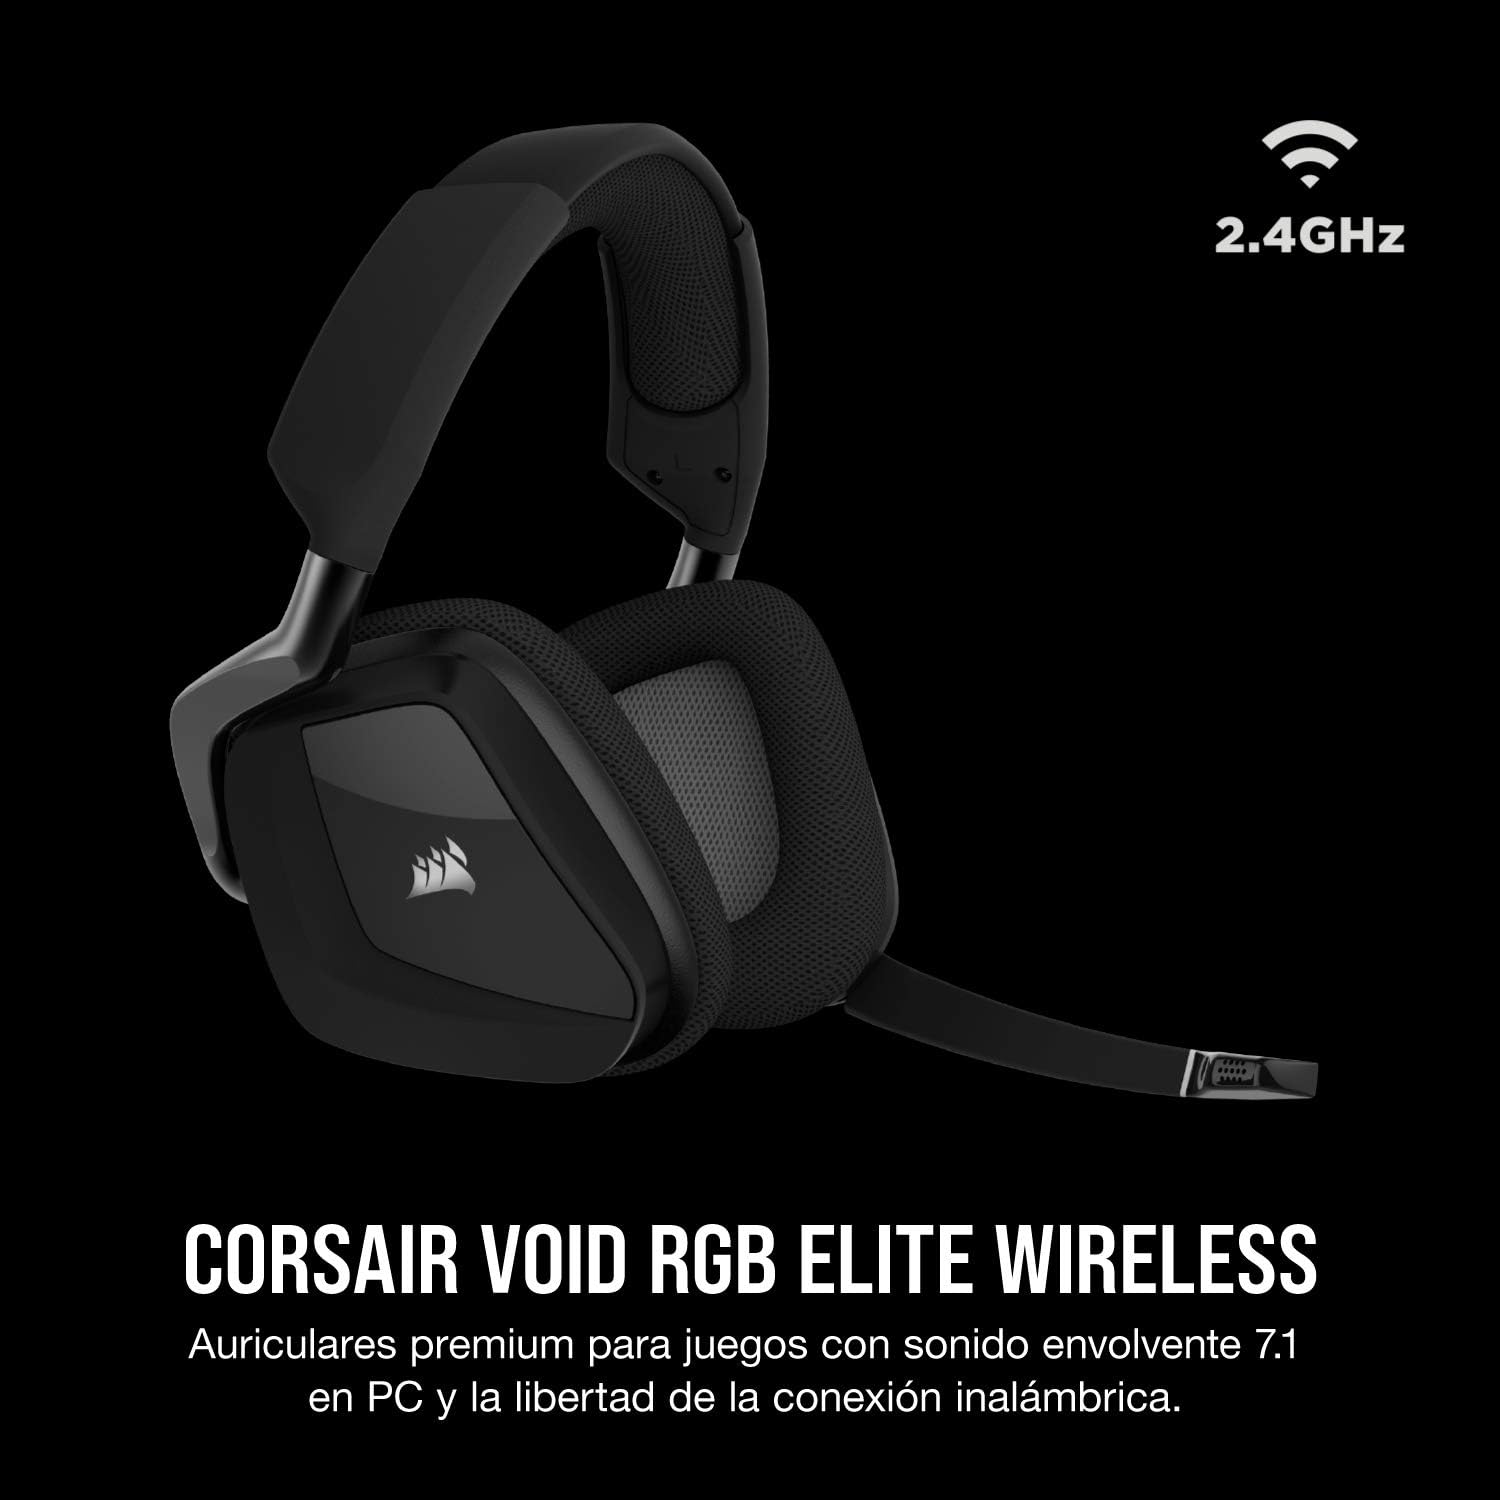 2.4GHz
L
CORSAIR VOID RGB ELITE WIRELESS
Auriculares premium para juegos con sonido envolvente 7.1
en PC y la libertad de la conexión inalámbrica.